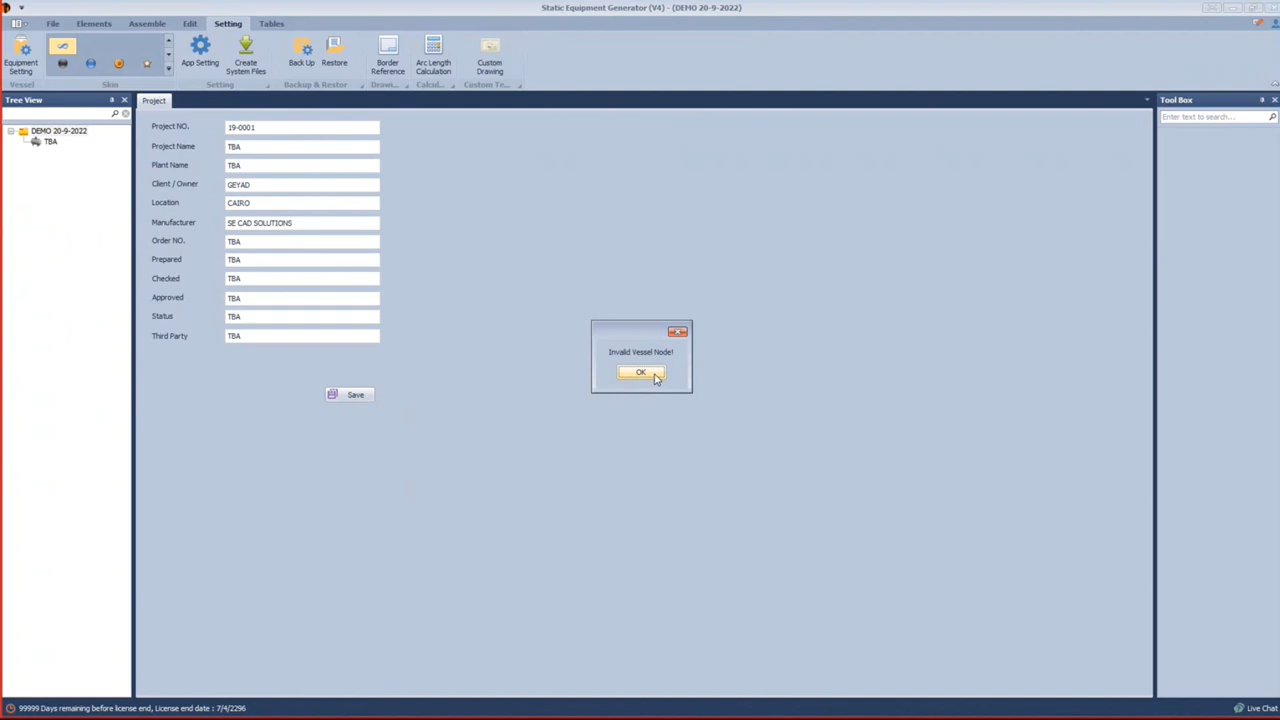 Static Equipment Generator (V4) - (DEMO 20-9-2022)
File Elements Assemble Edit Setting Tables
Equipment Setting
App Setting
Create System Files
Back Up
Restore
Border Reference
Arc Length Calculation
Custom Drawing
Vessel Skin Setting Backup & Restor Drawi... Calcul... Custom Te...
Tree View
Project
Tool Box
Enter text to search...
DEMO 20-9-2022
TBA
Project NO. 19-0001
Project Name TBA
Plant Name TBA
Client / Owner GEYAD
Location CAIRO
Manufacturer SE CAD SOLUTIONS
Order NO. TBA
Prepared TBA
Checked TBA
Approved TBA
Status TBA
Third Party TBA
Save
Invalid Vessel Node!
OK
99999 Days remaining before license end, License end date : 7/4/2296
Live Chat